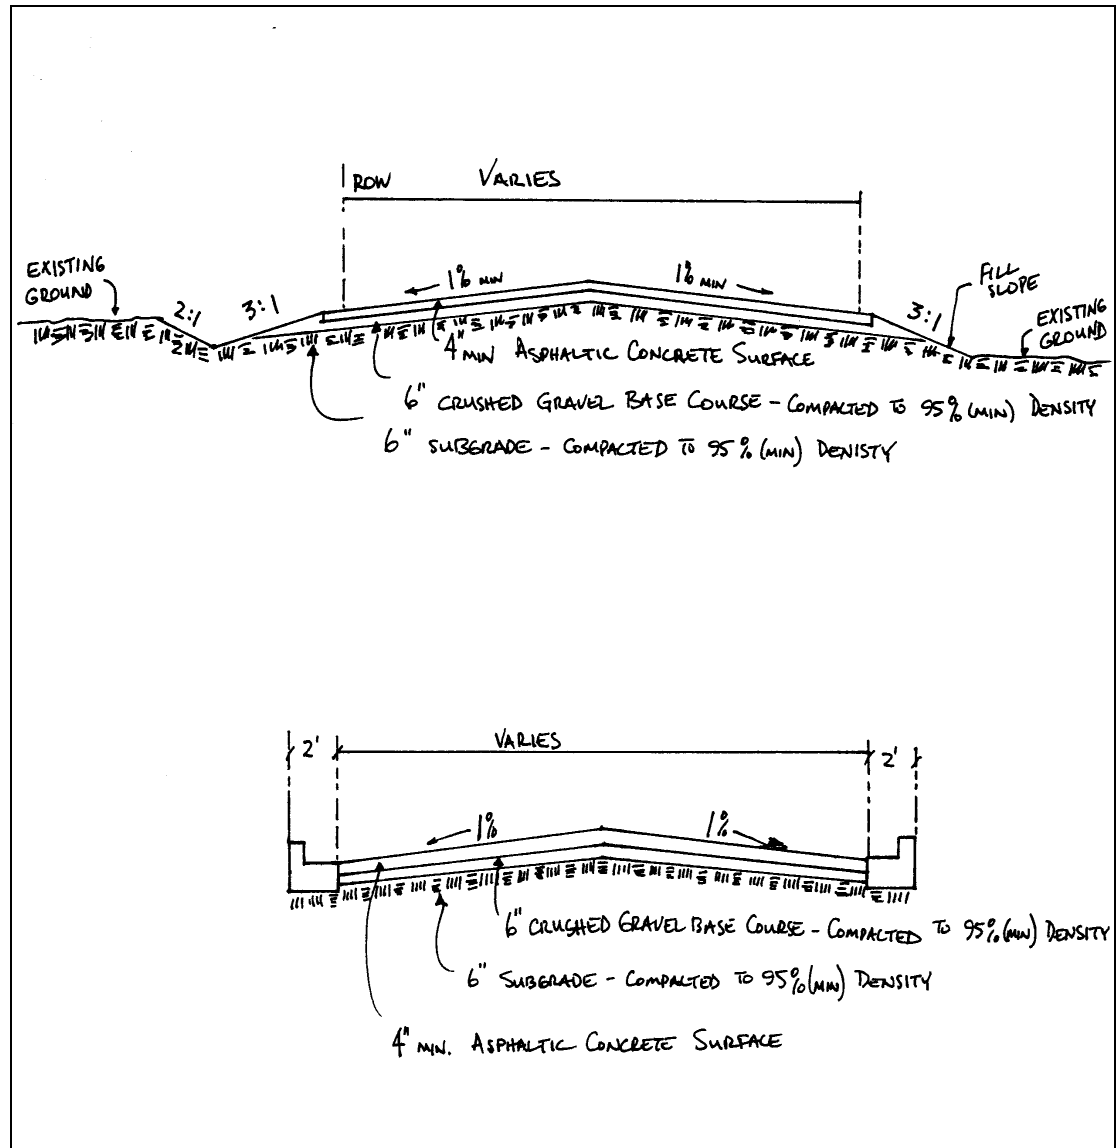 ROW VARIES
EXISTING
GROUND
2:1
3:1
1% MIN
1% MIN
FILL
SLOPE
3:1
EXISTING
GROUND
4" MIN ASPHALTIC CONCRETE SURFACE
6" CRUSHED GRAVEL BASE COURSE - COMPACTED TO 95% (MIN) DENSITY
6" SUBGRADE - COMPACTED TO 95% (MIN) DENISTY
2'
VARIES
2'
1%
1%
6" CRUSHED GRAVEL BASE COURSE - COMPACTED TO 95% (MIN) DENSITY
6" SUBGRADE - COMPACTED TO 95% (MIN) DENSITY
4" MIN. ASPHALTIC CONCRETE SURFACE